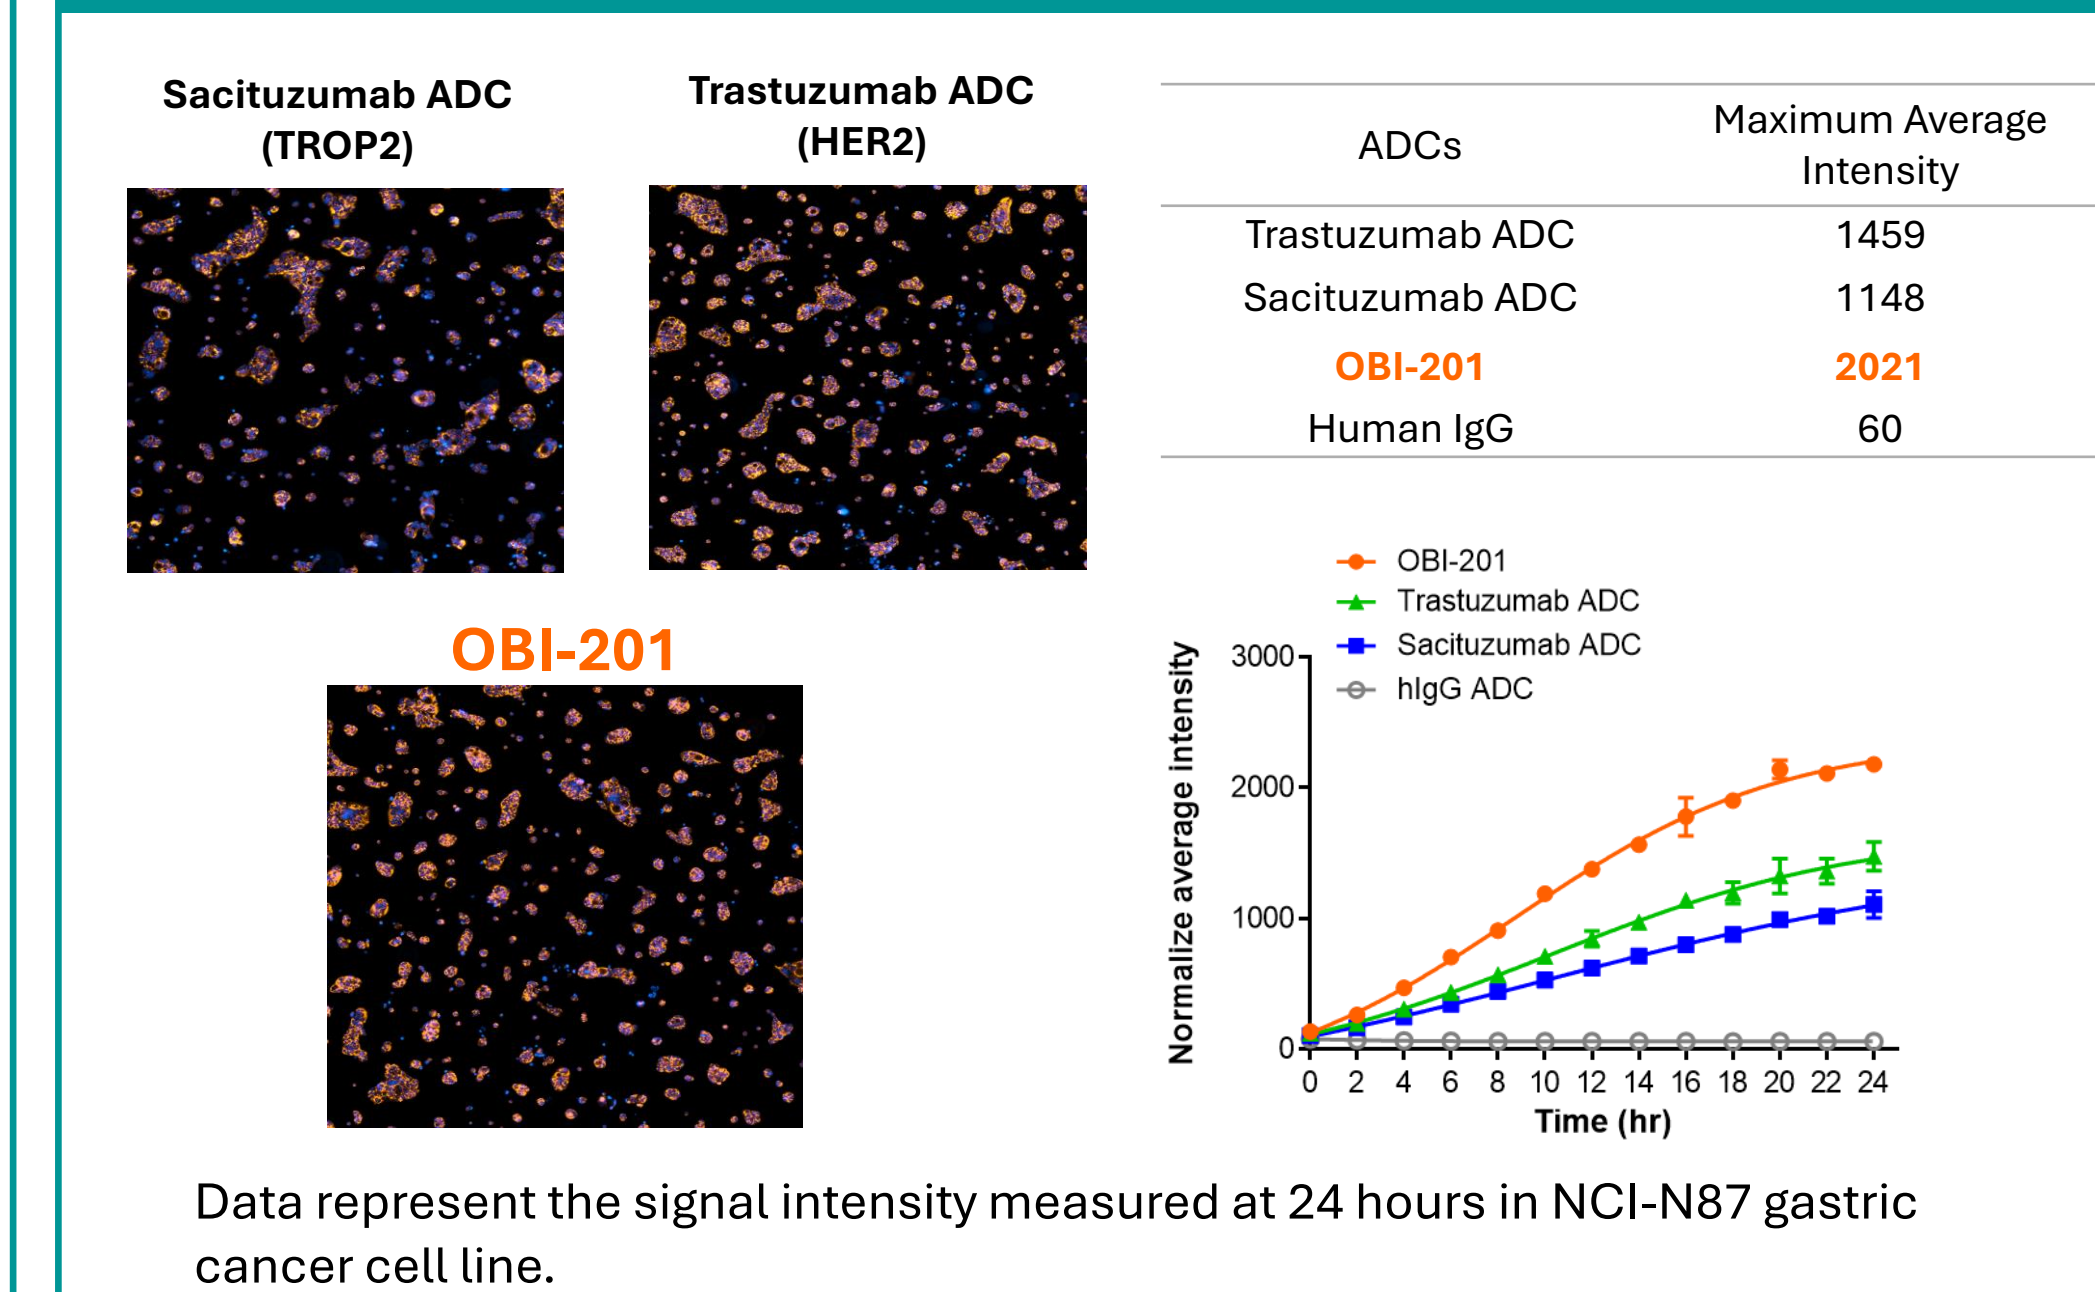 Sacituzumab ADC
(TROP2)
Trastuzumab ADC
(HER2)
OBI-201
ADCs
Maximum Average
Intensity
Trastuzumab ADC 1459
Sacituzumab ADC 1148
OBI-201 2021
Human IgG 60
OBI-201
Trastuzumab ADC
Sacituzumab ADC
hIgG ADC
Normalize average intensity
3000
2000
1000
0
0 2 4 6 8 10 12 14 16 18 20 22 24
Time (hr)
Data represent the signal intensity measured at 24 hours in NCI-N87 gastric
cancer cell line.